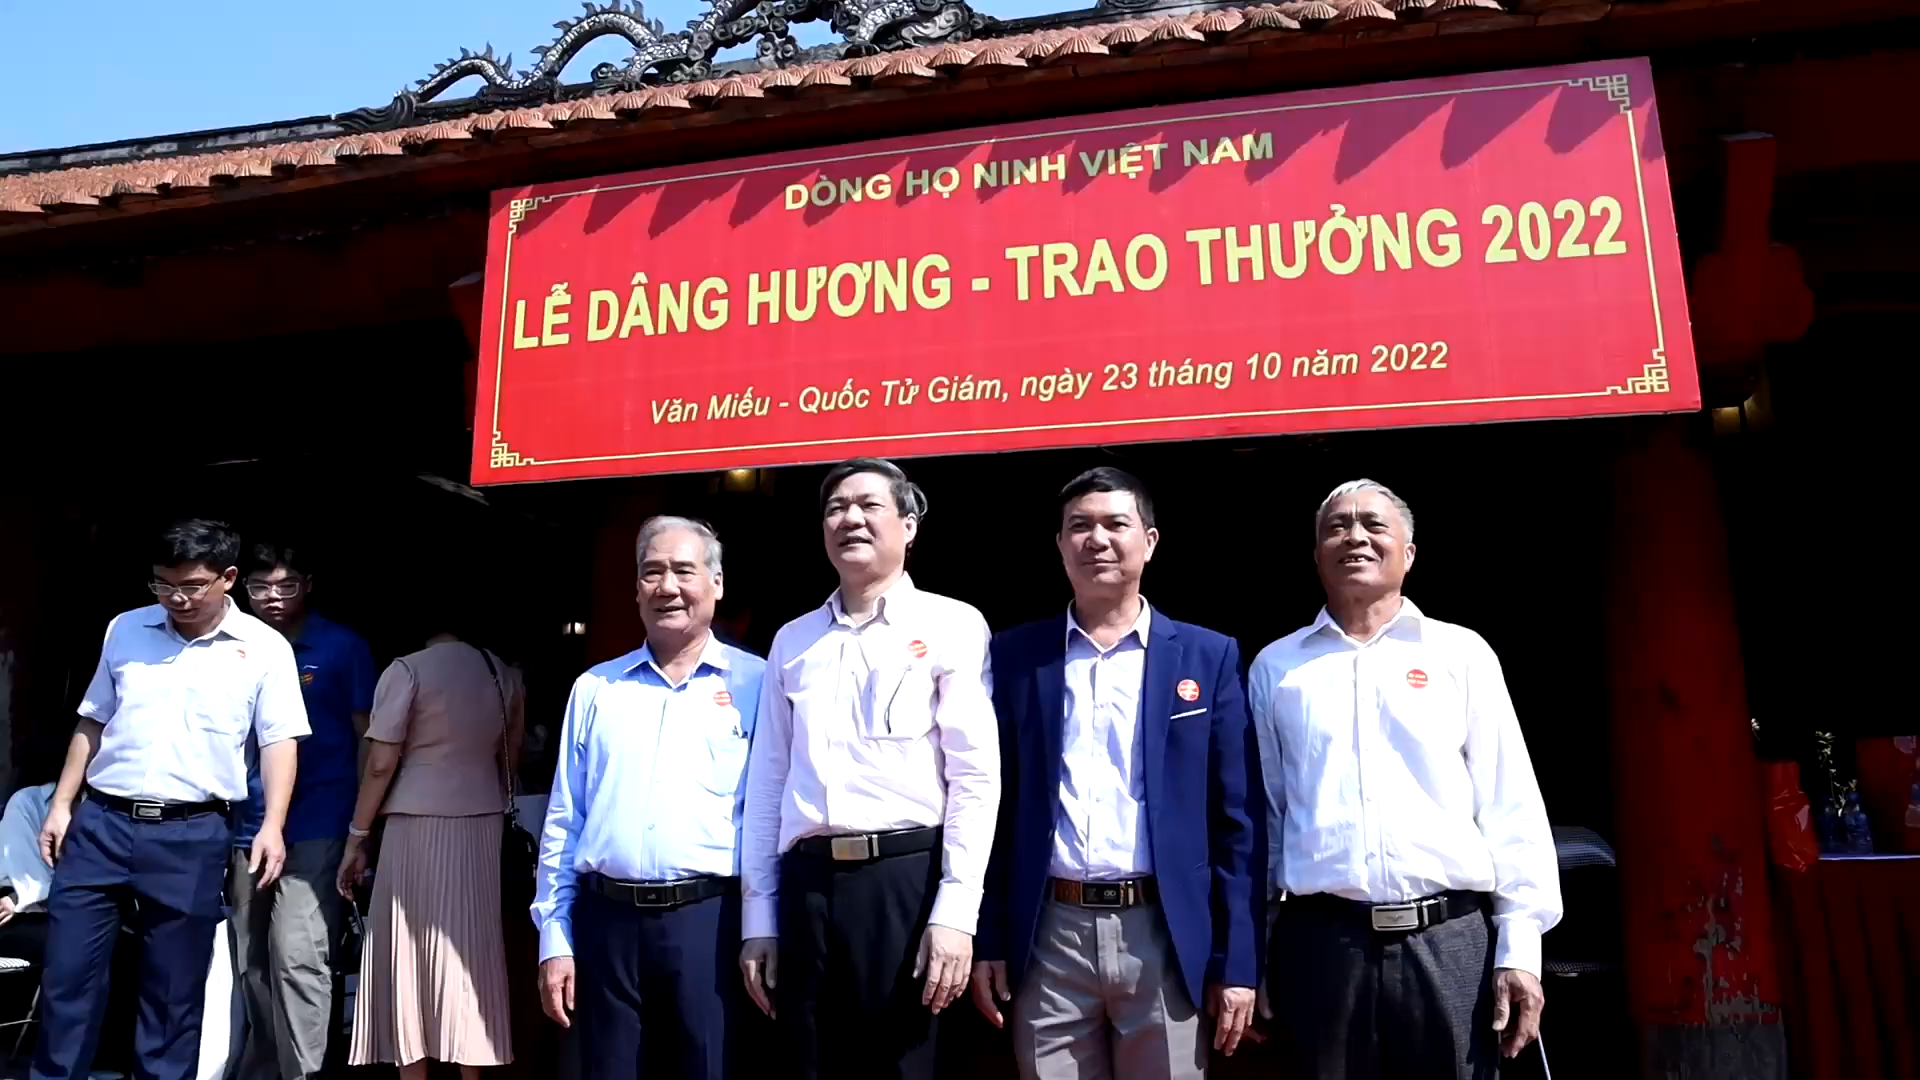 DÒNG HỌ NINH VIỆT NAM
LỄ DÂNG HƯƠNG - TRAO THƯỞNG 2022
Văn Miếu - Quốc Tử Giám, ngày 23 tháng 10 năm 2022